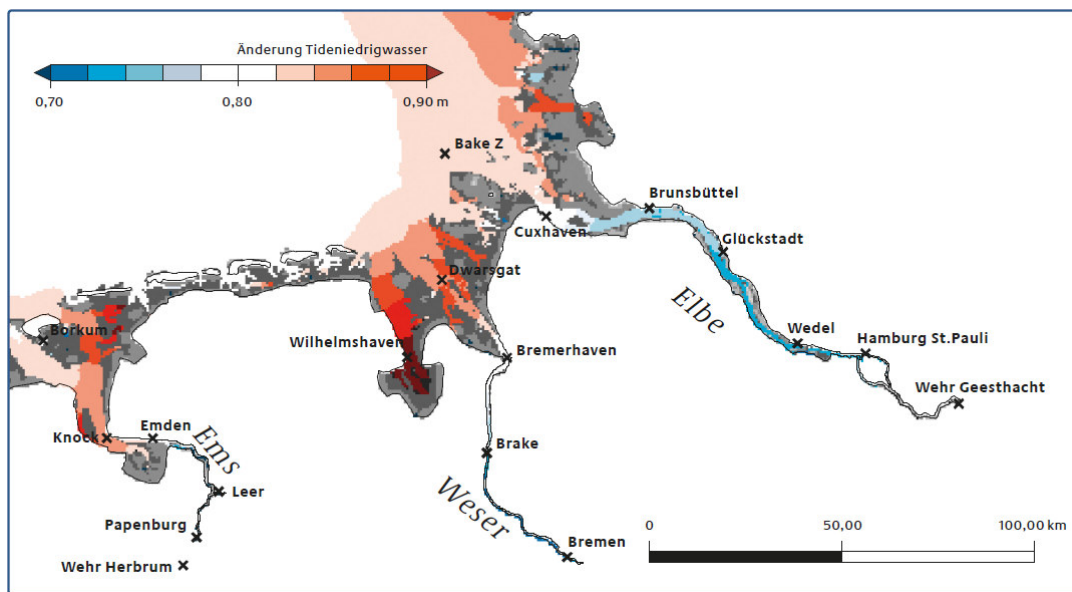 Änderung Tideniedrigwasser
0,70
0,80
0,90 m
Bake Z
Brunsbüttel
Cuxhaven
Glückstadt
Dwarsgat
Elbe
Borkum
Wedel
Hamburg St.Pauli
Wilhelmshaven
Bremerhaven
Wehr Geesthacht
Knock
Emden
Ems
Brake
Leer
Weser
Papenburg
0
50,00
100,00 km
Bremen
Wehr Herbrum